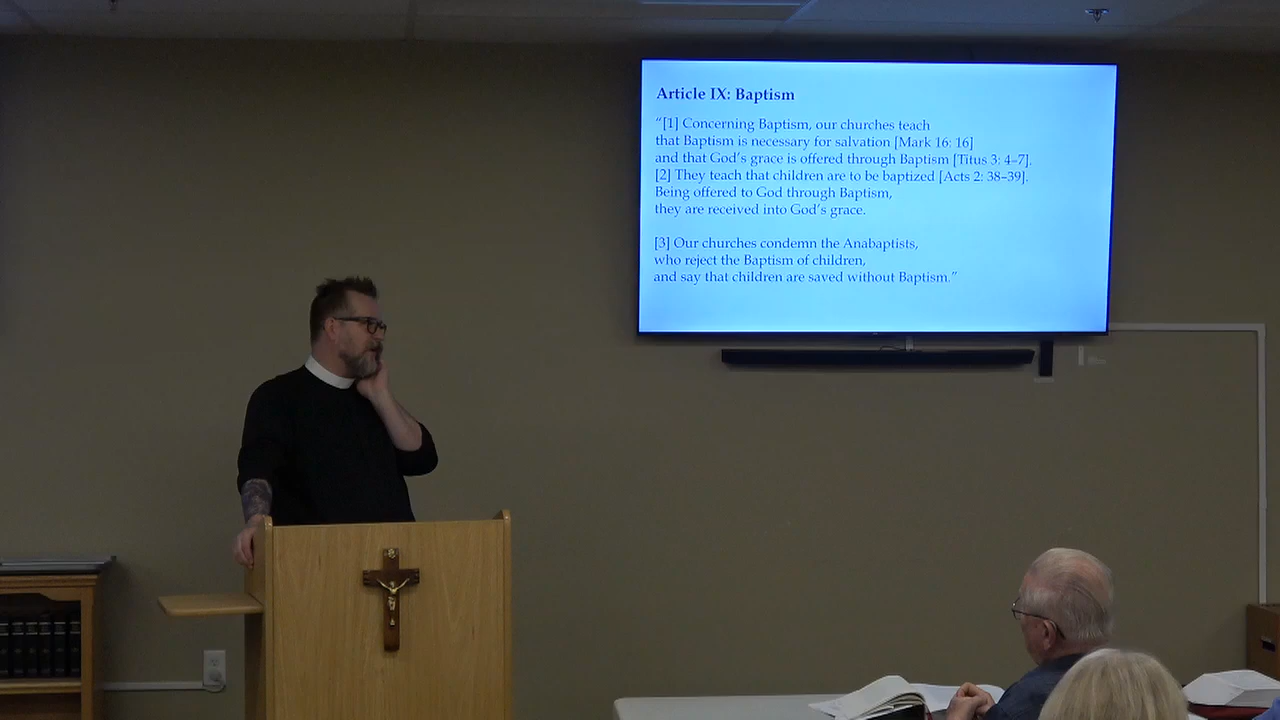 Article IX: Baptism
“[1] Concerning Baptism, our churches teach
that Baptism is necessary for salvation [Mark 16: 16]
and that God’s grace is offered through Baptism [Titus 3: 4–7].
[2] They teach that children are to be baptized [Acts 2: 38–39].
Being offered to God through Baptism,
they are received into God’s grace.
[3] Our churches condemn the Anabaptists,
who reject the Baptism of children,
and say that children are saved without Baptism.”